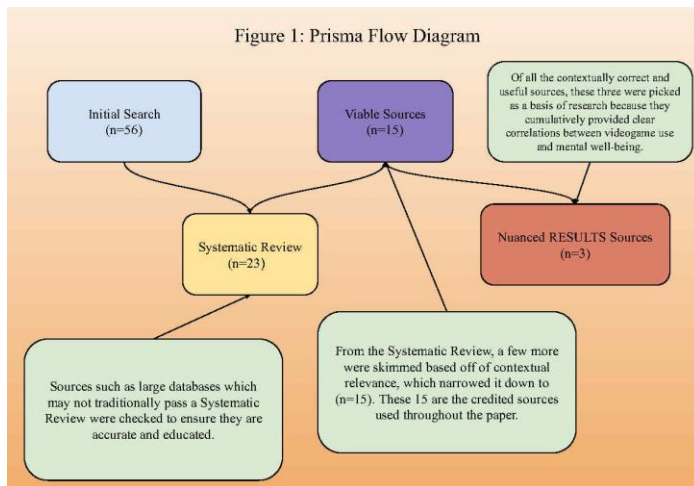 Figure 1: Prisma Flow Diagram
Initial Search
(n=56)
Viable Sources
(n=15)
Of all the contextually correct and
useful sources, these three were picked
as a basis of research because they
cumulatively provided clear
correlations between videogame use
and mental well-being.
Systematic Review
(n=23)
Nuanced RESULTS Sources
(n=3)
Sources such as large databases which
may not traditionally pass a Systematic
Review were checked to ensure they are
accurate and educated.
From the Systematic Review, a few more
were skimmed based off of contextual
relevance, which narrowed it down to
(n=15). These 15 are the credited sources
used throughout the paper.